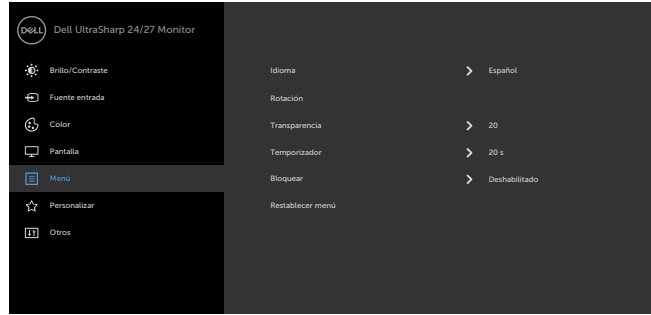 DELL Dell UltraSharp 24/27 Monitor
Brillo/Contraste
Idioma Español
Fuente entrada
Rotación
Color
Transparencia 20
Pantalla
Temporizador 20 s
Menú
Bloquear Deshabilitado
Personalizar
Restablecer menú
Otros